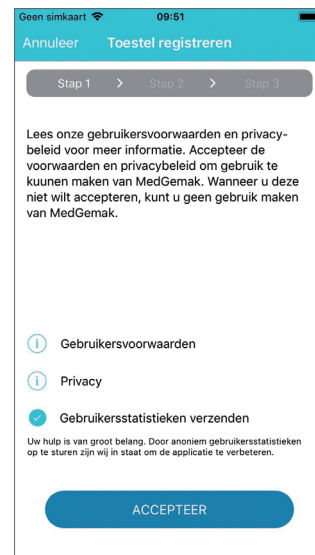 Geen simkaart 09:51
Annuleer Toestel registreren
Stap 1 > Stap 2 > Stap 3
Lees onze gebruikersvoorwaarden en privacy-
beleid voor meer informatie. Accepteer de
voorwaarden en privacybeleid om gebruik te
kuunen maken van MedGemak. Wanneer u deze
niet wilt accepteren, kunt u geen gebruik maken
van MedGemak.
i Gebruikersvoorwaarden
i Privacy
Gebruikersstatistieken verzenden
Uw hulp is van groot belang. Door anoniem gebruikersstatistieken
op te sturen zijn wij in staat om de applicatie te verbeteren.
ACCEPTEER